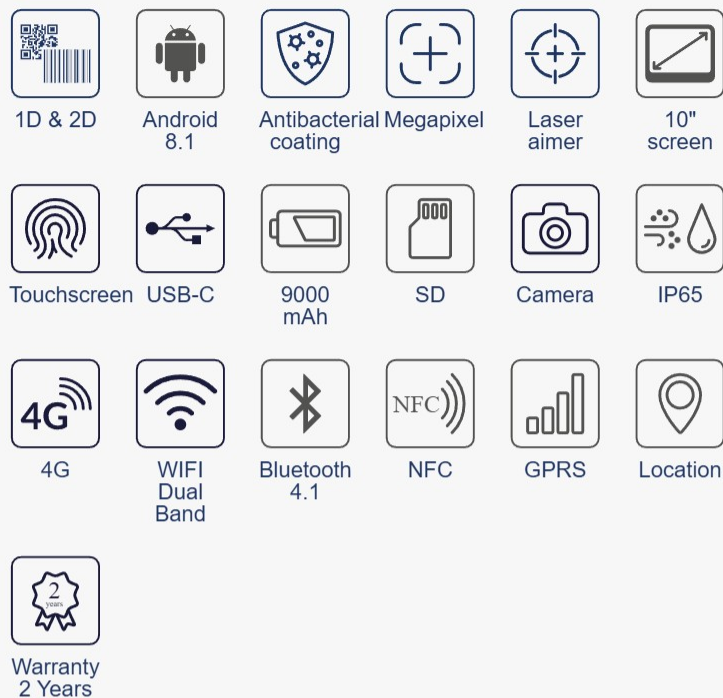 1D & 2D
Android
8.1
Antibacterial
coating
Megapixel
Laser
aimer
10"
screen
Touchscreen
USB-C
9000
mAh
SD
Camera
IP65
4G
4G
WIFI
Dual
Band
Bluetooth
4.1
NFC
NFC
GPRS
Location
2
years
Warranty
2 Years